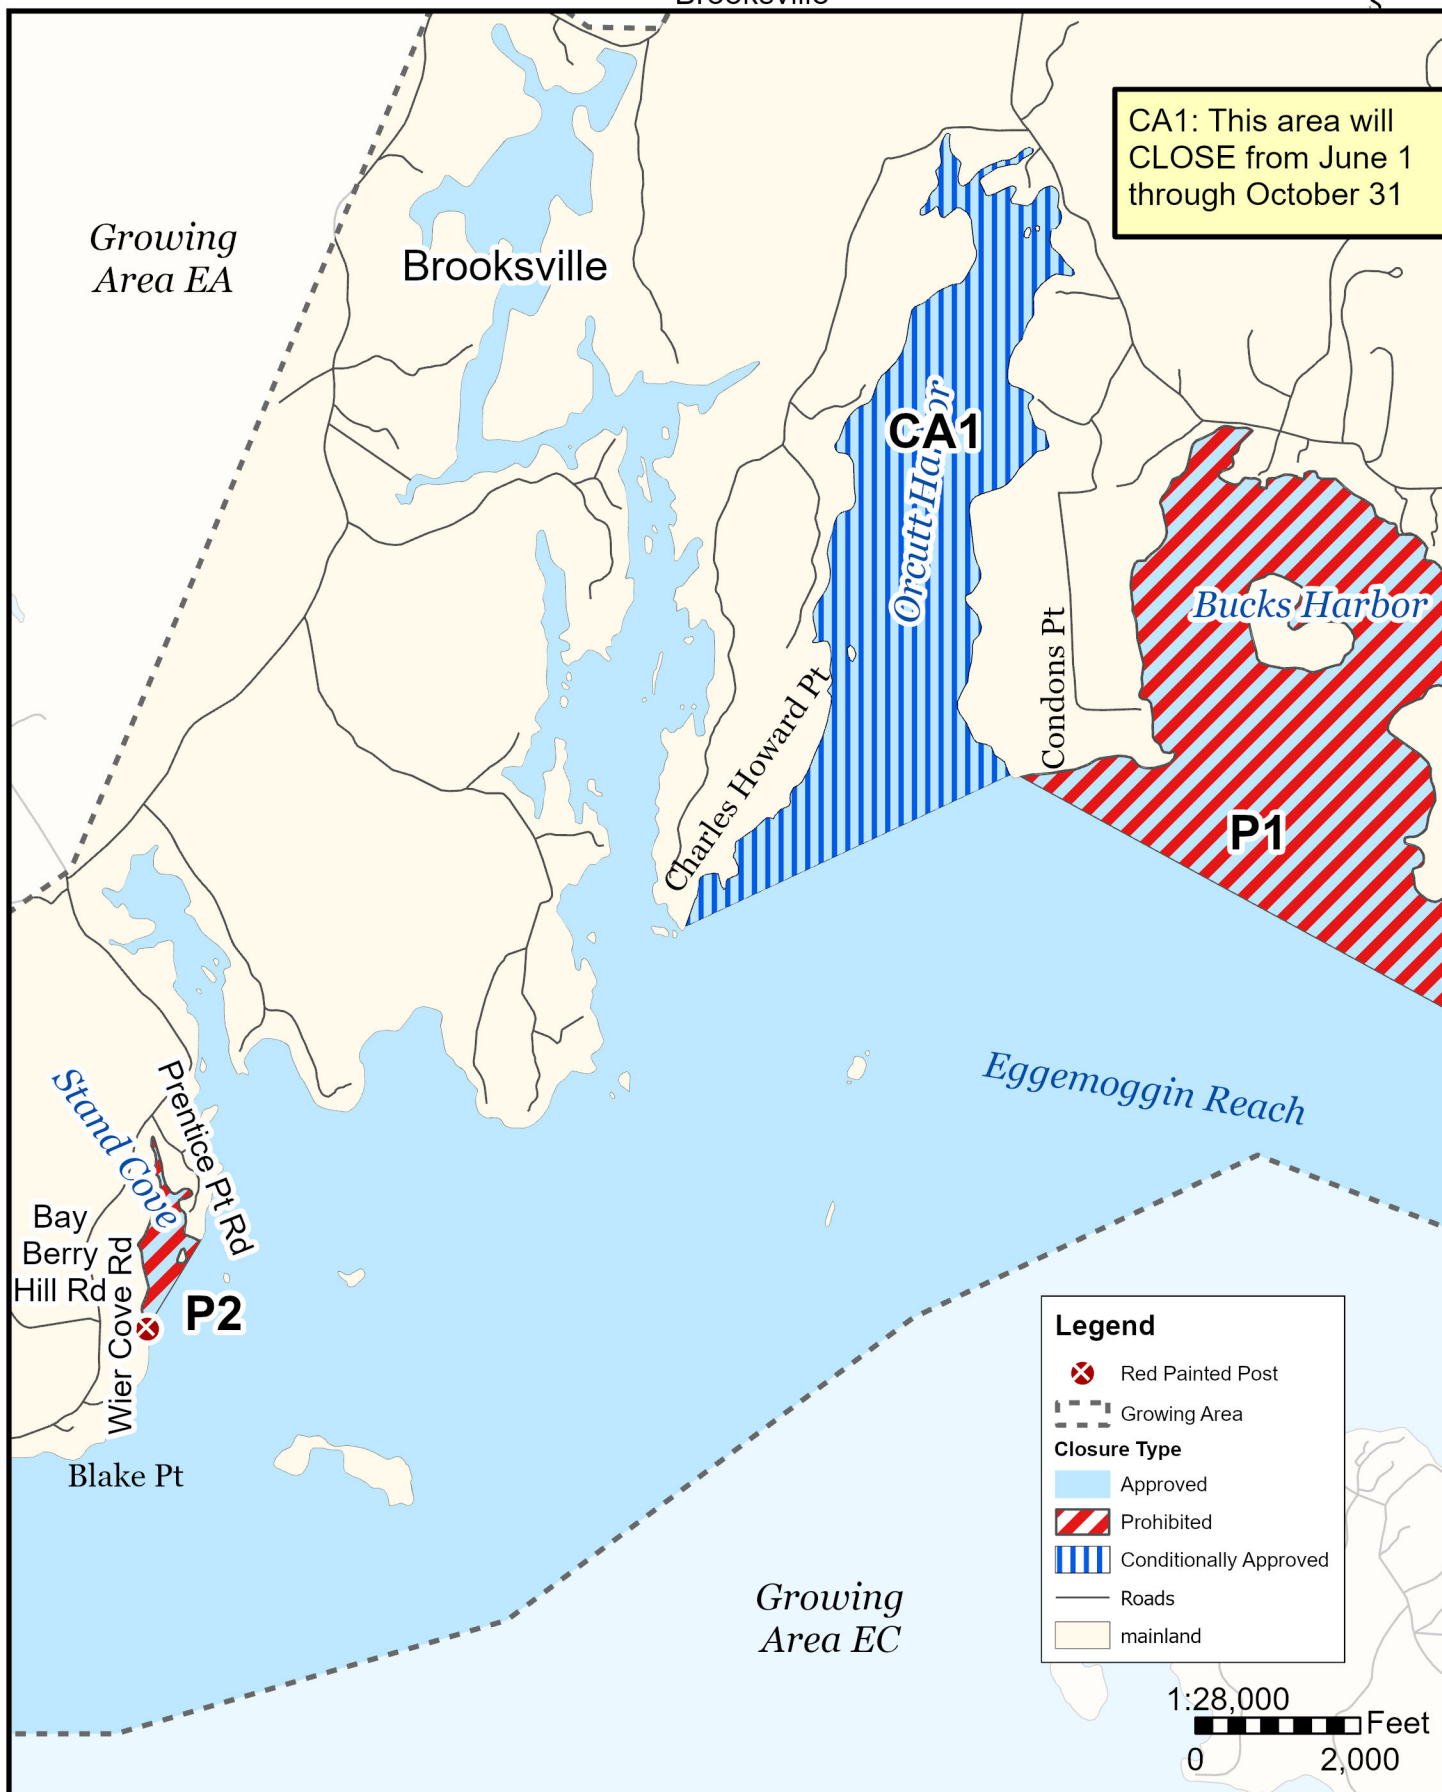 Brooksville
CA1: This area will
CLOSE from June 1
through October 31
Growing
Area EA
Brooksville
CA1
Orcutt Harbor
Bucks Harbor
Condons Pt
Charles Howard Pt
P1
Eggemoggin Reach
Stand Cove
Prentice Pt Rd
Bay
Berry
Hill Rd
Wier Cove Rd
P2
Blake Pt
Growing
Area EC
Legend
Red Painted Post
Growing Area
Closure Type
Approved
Prohibited
Conditionally Approved
Roads
mainland
1:28,000
Feet
0 2,000